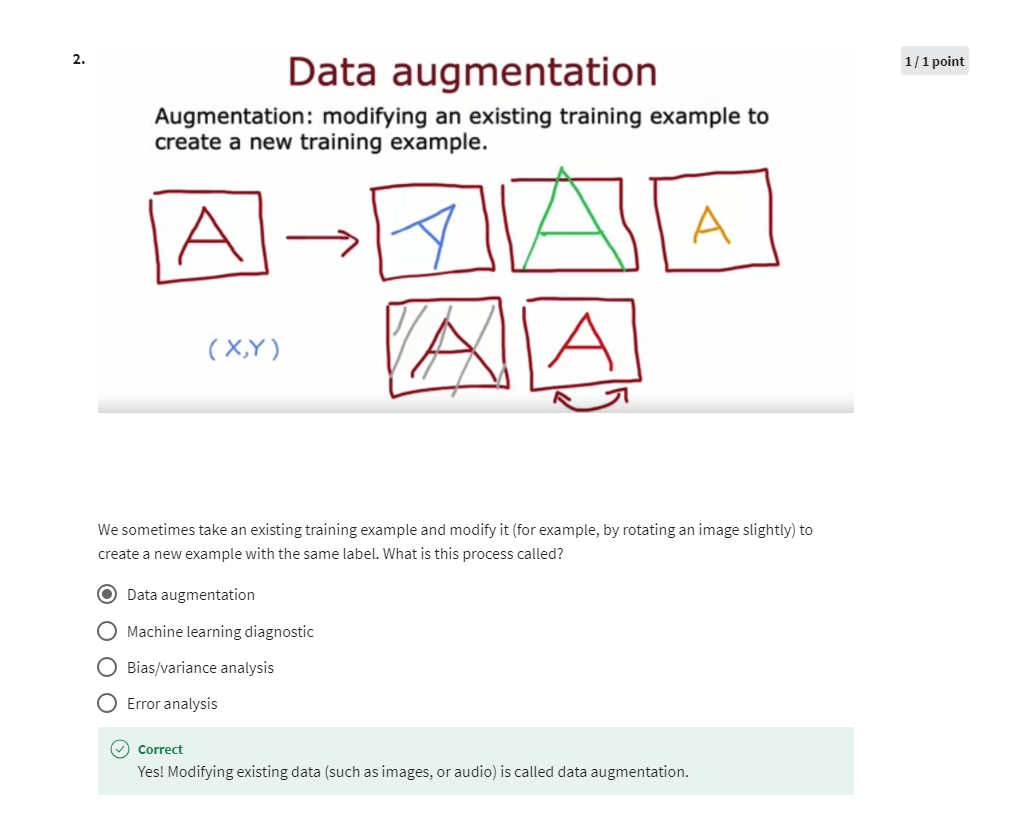 2.
1 / 1 point
Data augmentation
Augmentation: modifying an existing training example to
create a new training example.
A A A A
(X,Y) A A
We sometimes take an existing training example and modify it (for example, by rotating an image slightly) to
create a new example with the same label. What is this process called?
Data augmentation
Machine learning diagnostic
Bias/variance analysis
Error analysis
Correct
Yes! Modifying existing data (such as images, or audio) is called data augmentation.